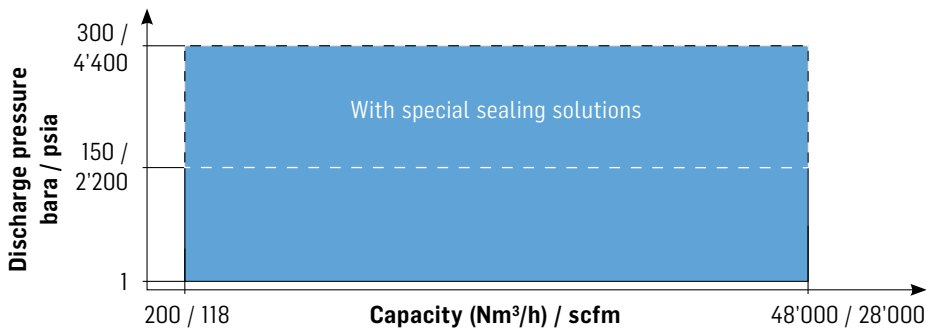 300 /
4'400
With special sealing solutions
150 /
2'200
1
Discharge pressure
bara / psia
200 / 118
Capacity (Nm³/h) / scfm
48'000 / 28'000